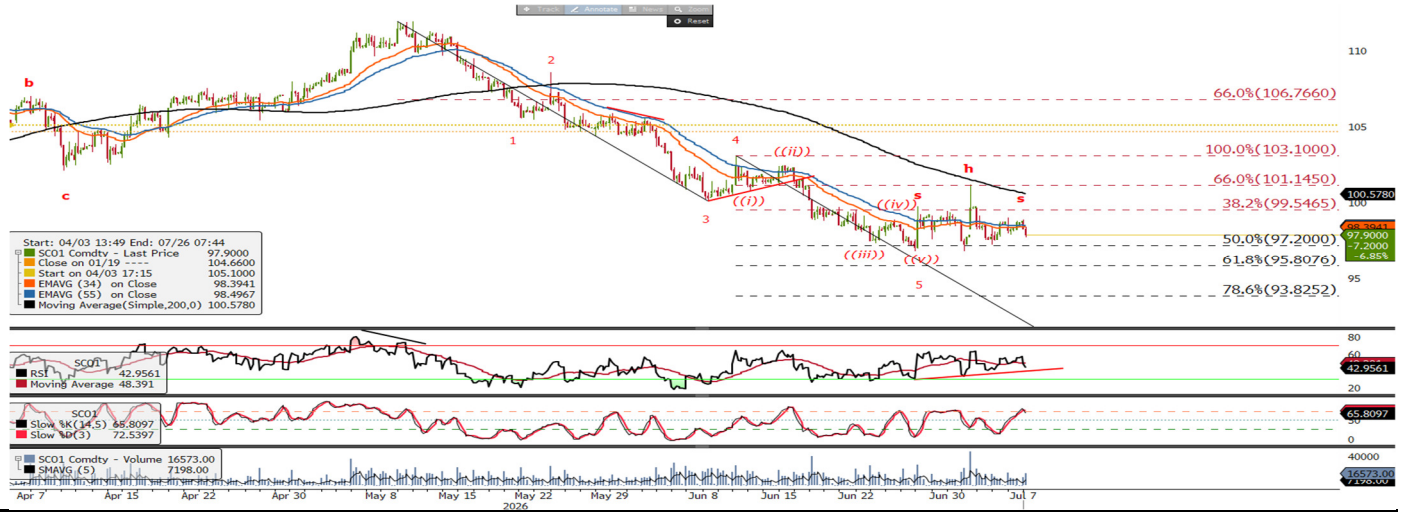 Track Annotate News Zoom
Reset
b
c
1
2
3
4
5
((i))
((ii))
((iii))
((iv))
((v))
s
h
s
66.0%(106.7660)
100.0%(103.1000)
66.0%(101.1450)
38.2%(99.5465)
50.0%(97.2000)
61.8%(95.8076)
78.6%(93.8252)
110
105
100
95
100.5780
98.3941
97.9000
-7.2000
-6.85%
Start: 04/03 13:49 End: 07/26 07:44
SCO1 Comdty - Last Price 97.9000
Close on 01/19 ---- 104.6600
Start on 04/03 17:15 105.1000
EMAVG (34) on Close 98.3941
EMAVG (55) on Close 98.4967
Moving Average(Simple,200,0) 100.5780
SCO1
RSI 42.9561
Moving Average 48.391
80
60
42.9561
20
SCO1
Slow %K(14,5) 65.8097
Slow %D(3) 72.5397
65.8097
0
SCO1 Comdty - Volume 16573.00
SMAVG (5) 7198.00
40000
16573.00
7198.00
Apr 7 Apr 15 Apr 22 Apr 30 May 8 May 15 May 22 May 29 Jun 8 Jun 15 Jun 22 Jun 30 Jul 7
2026